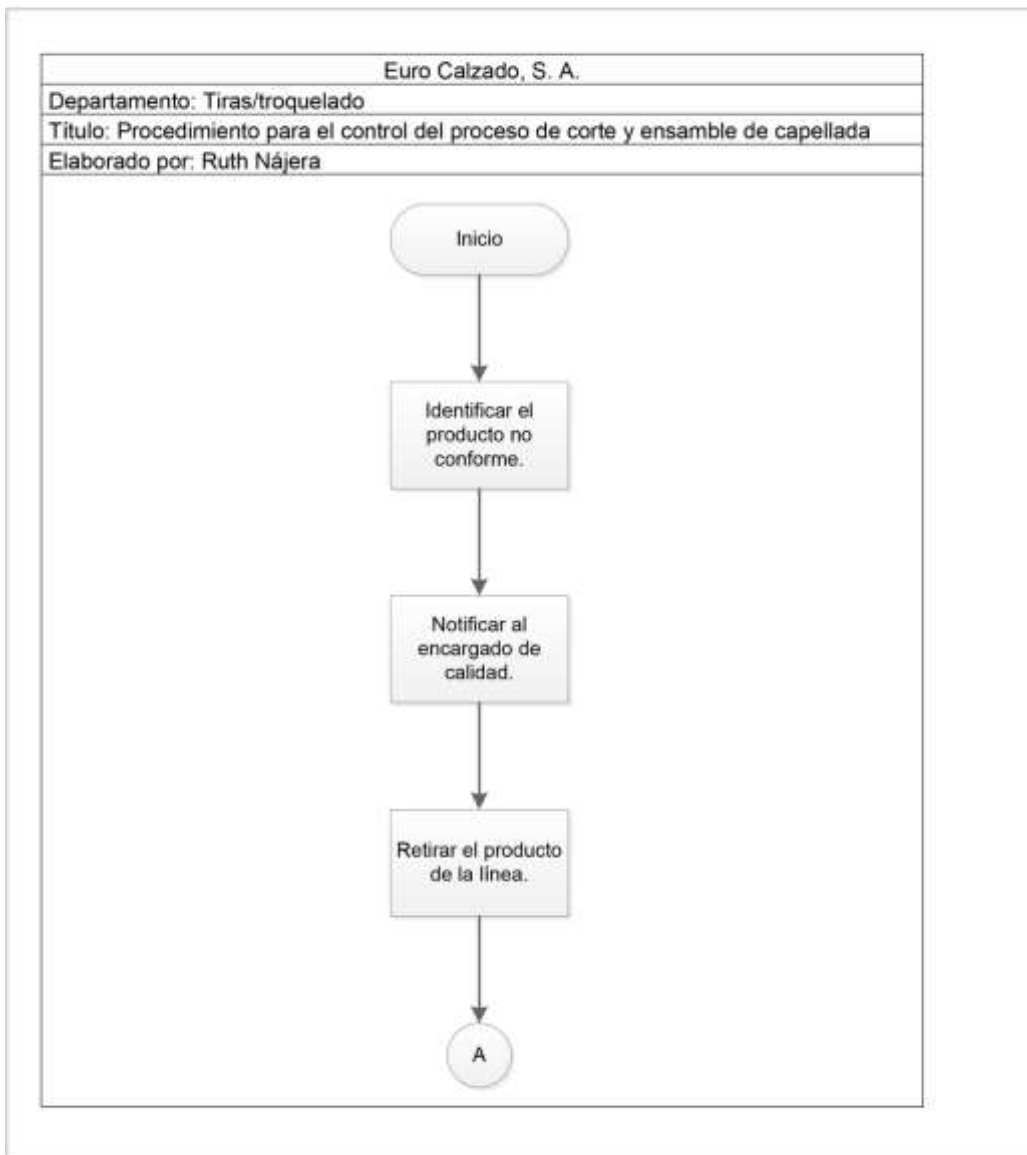 Euro Calzado, S. A.
Departamento: Tiras/troquelado
Título: Procedimiento para el control del proceso de corte y ensamble de capellada
Elaborado por: Ruth Nájera
Inicio
Identificar el
producto no
conforme.
Notificar al
encargado de
calidad.
Retirar el producto
de la línea.
A